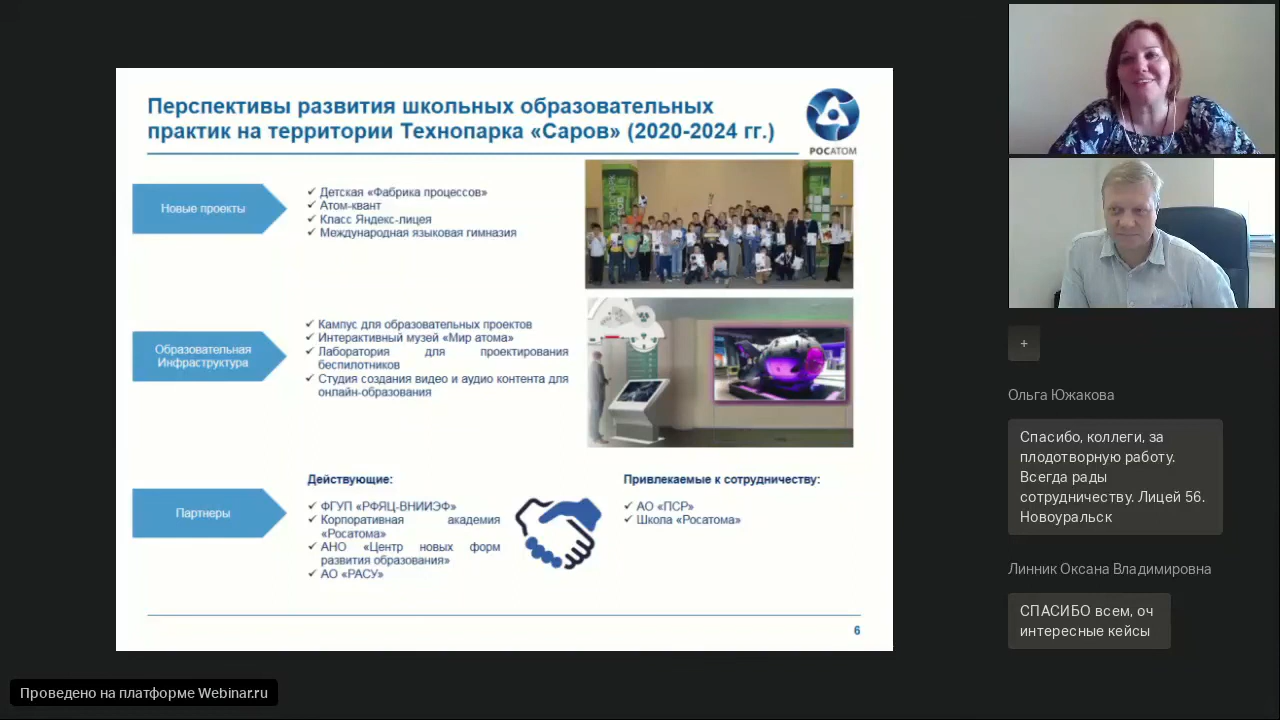 Перспективы развития школьных образовательных
практик на территории Технопарка «Саров» (2020-2024 гг.)
РОСАТОМ
Новые проекты
✓ Детская «Фабрика процессов»
✓ Атом-квант
✓ Класс Яндекс-лицея
✓ Международная языковая гимназия
Образовательная
Инфраструктура
✓ Кампус для образовательных проектов
✓ Интерактивный музей «Мир атома»
✓ Лаборатория для проектирования
беспилотников
✓ Студия создания видео и аудио контента для
онлайн-образования
Партнеры
Действующие:
✓ ФГУП «РФЯЦ-ВНИИЭФ»
✓ Корпоративная академия
«Росатома»
✓ АНО «Центр новых форм
развития образования»
✓ АО «РАСУ»
Привлекаемые к сотрудничеству:
✓ АО «ПСР»
✓ Школа «Росатома»
6
+
Ольга Южакова
Спасибо, коллеги, за
плодотворную работу.
Всегда рады
сотрудничеству. Лицей 56.
Новоуральск
Линник Оксана Владимировна
СПАСИБО всем, оч
интересные кейсы
Проведено на платформе Webinar.ru